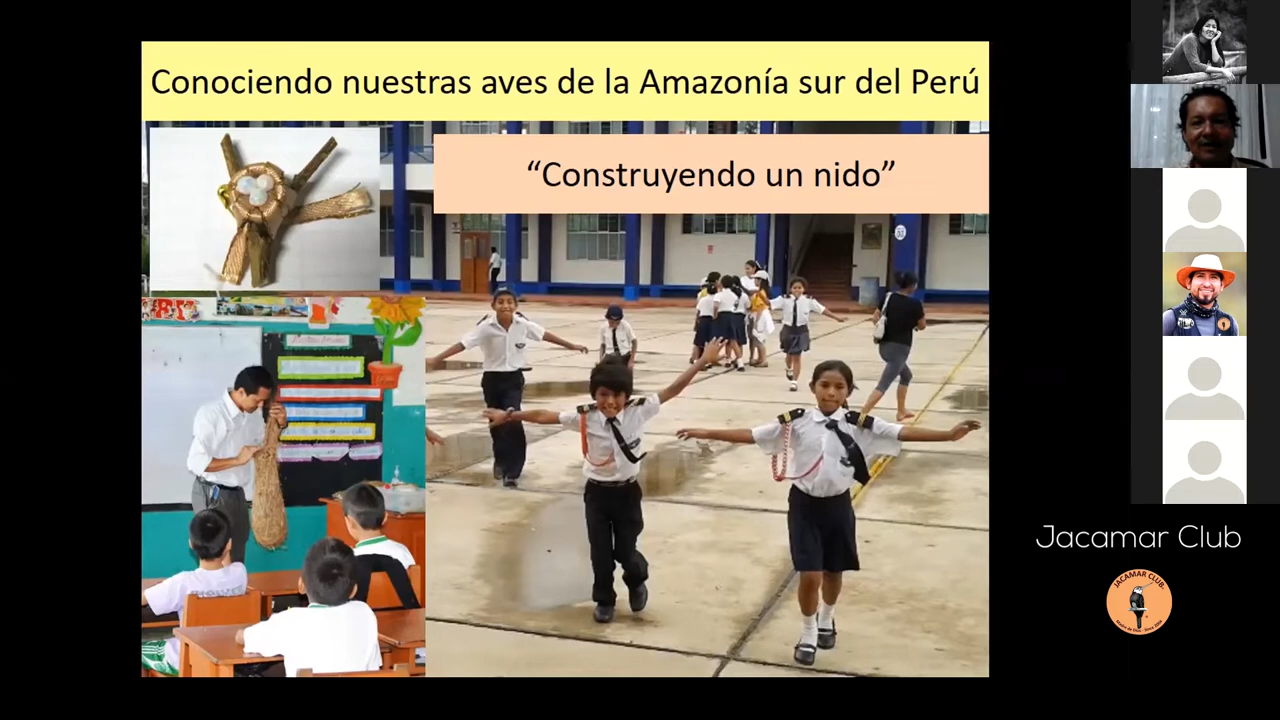 Conociendo nuestras aves de la Amazonía sur del Perú
“Construyendo un nido”
Jacamar Club
JACAMAR CLUB